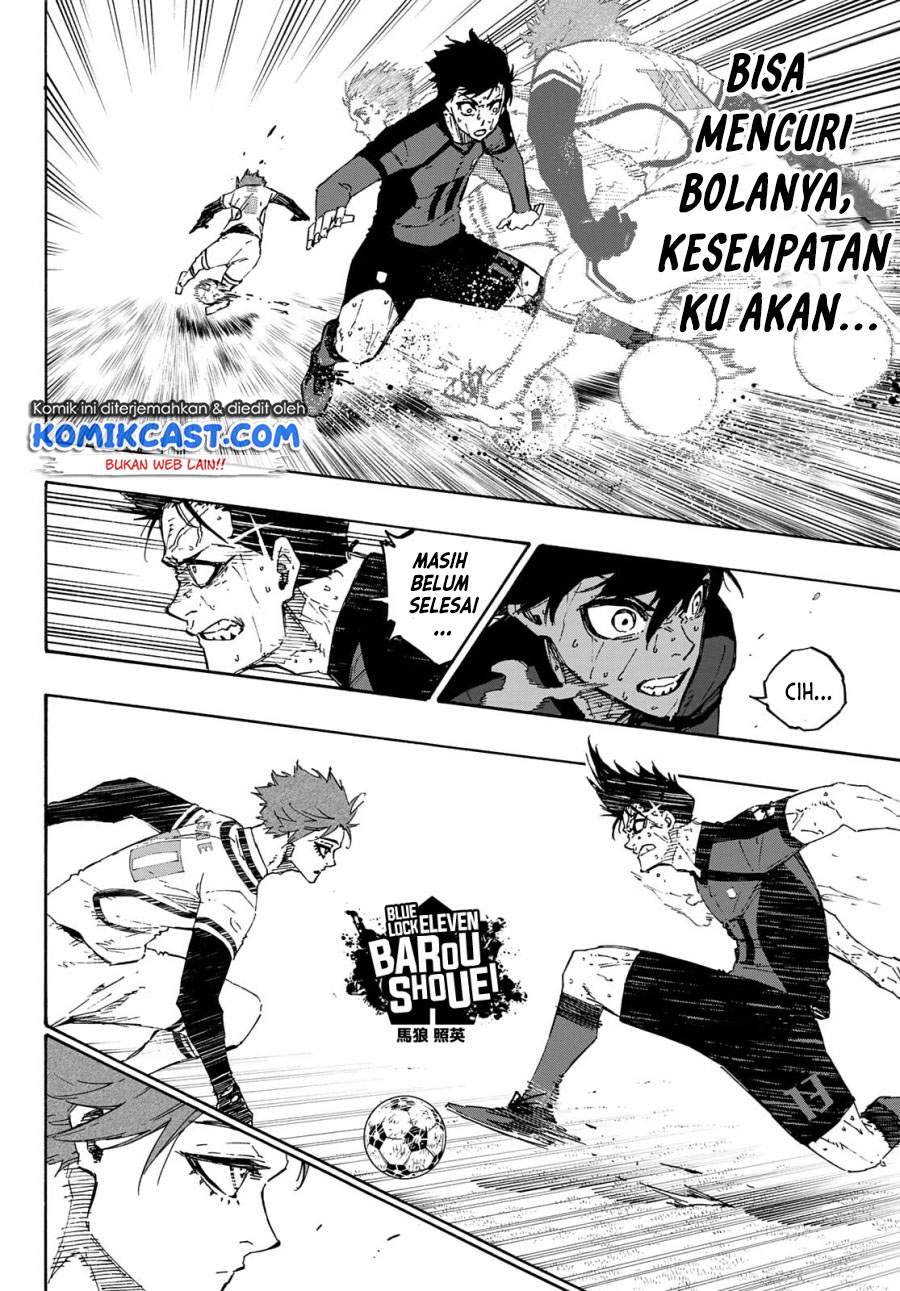 BISA
MENCURI
BOLANYA,
KESEMPATAN
KU AKAN...
Komik ini diterjemahkan & diedit oleh
KOMIKCAST.COM
BUKAN WEB LAIN!!
MASIH
BELUM
SELESAI
...
CIH...
BLUE
LOCK ELEVEN
BAROU
SHOUEI
馬狼 照英